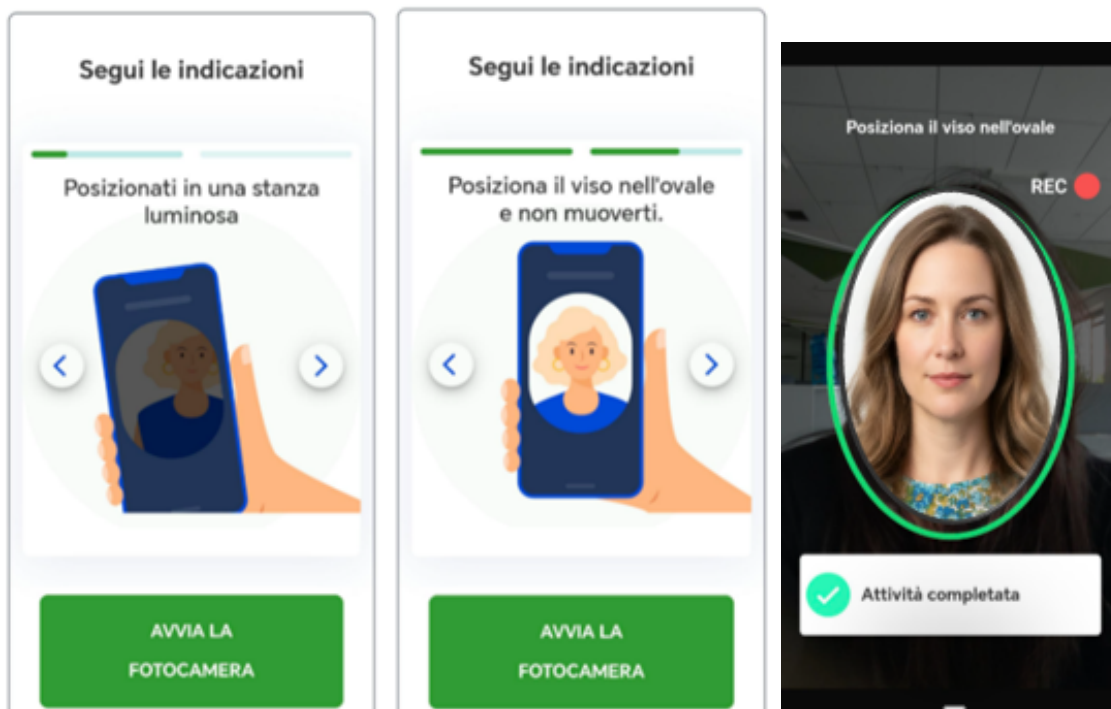 Segui le indicazioni
Posizionati in una stanza
luminosa
AVVIA LA
FOTOCAMERA
Segui le indicazioni
Posiziona il viso nell'ovale
e non muoverti.
AVVIA LA
FOTOCAMERA
Posiziona il viso nell'ovale
REC
Attività completata